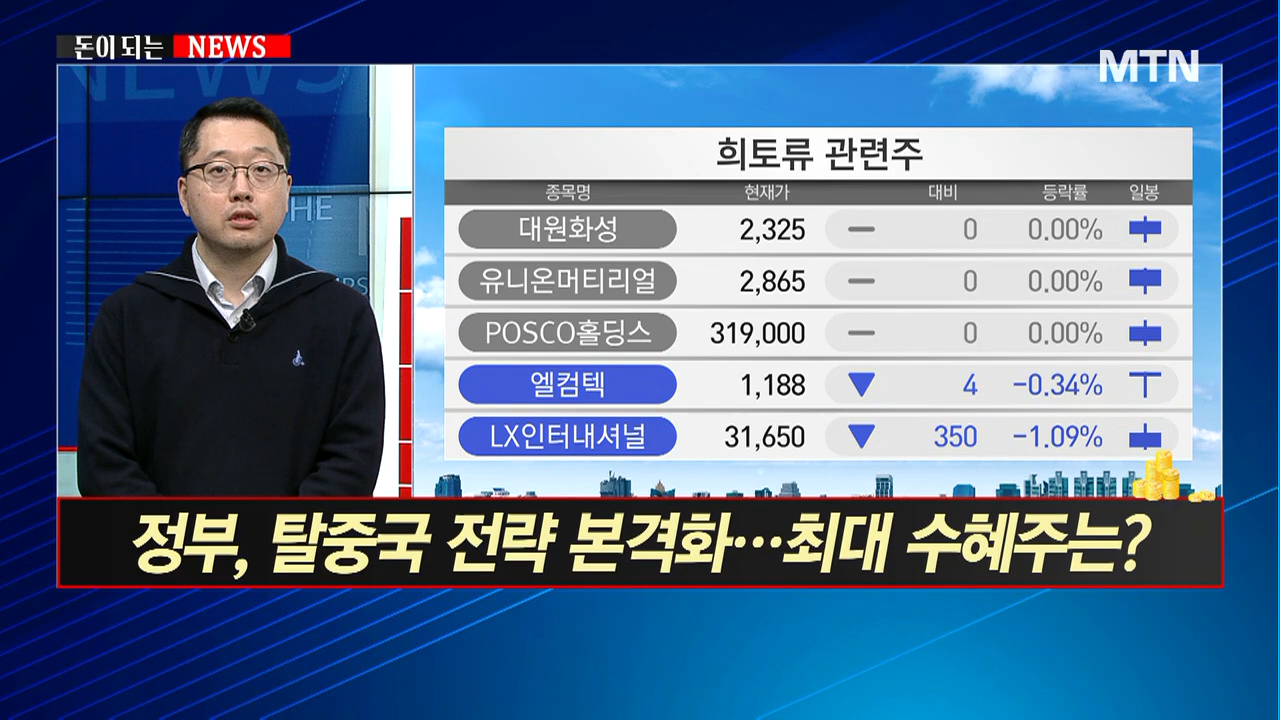 돈이 되는 NEWS
MTN
NEWS
THE
희토류 관련주
종목명 현재가 대비 등락률 일봉
대원화성 2,325 0 0.00%
유니온머티리얼 2,865 0 0.00%
POSCO홀딩스 319,000 0 0.00%
엘컴텍 1,188 ▼ 4 -0.34%
LX인터내셔널 31,650 ▼ 350 -1.09%
정부, 탈중국 전략 본격화…최대 수혜주는?